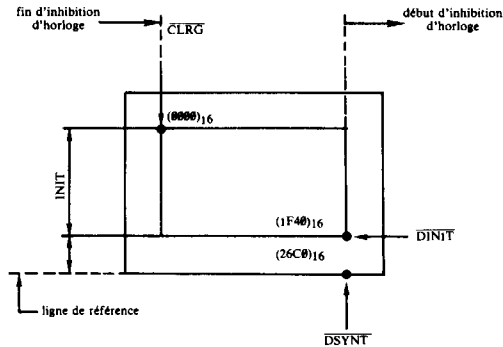 fin d'inhibition
d'horloge
CLRG
début d'inhibition
d'horloge
(0000)16
INIT
(1F40)16
DINIT
(26C0)16
ligne de référence
DSYNT